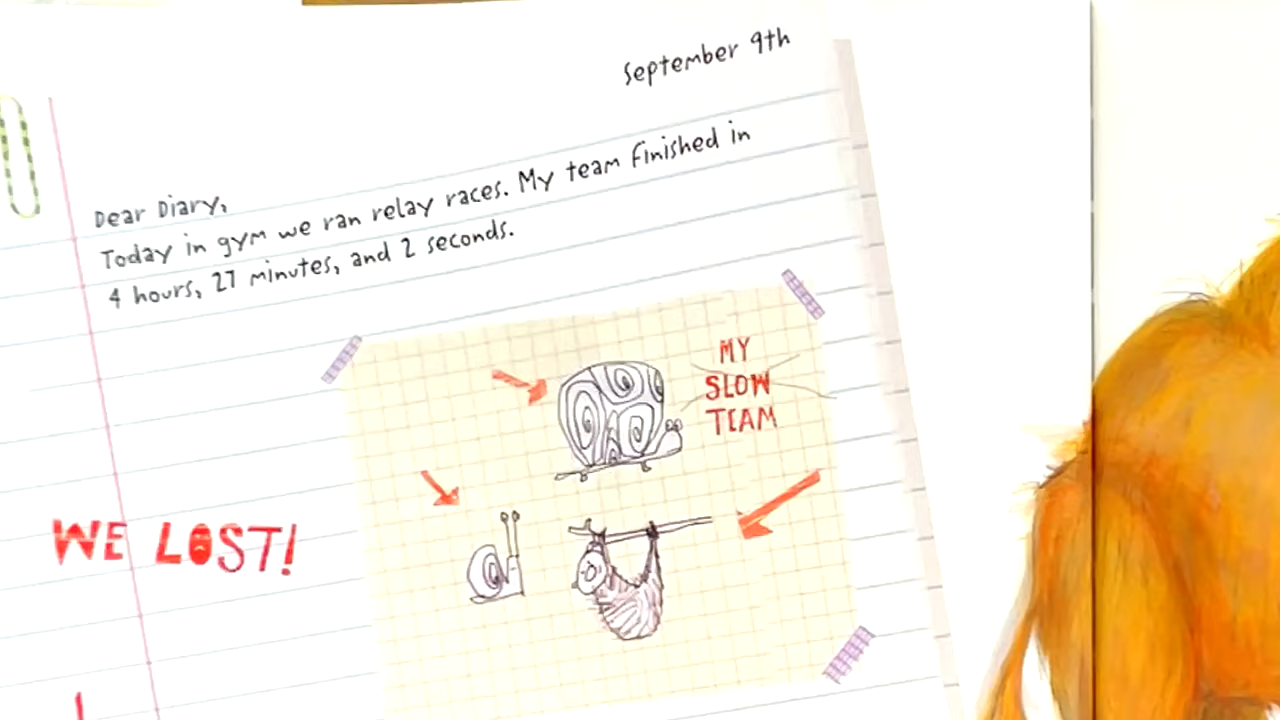 September 9th
Dear Diary,
Today in gym we ran relay races. My team finished in
4 hours, 27 minutes, and 2 seconds.
MY
SLOW
TEAM
WE LOST!